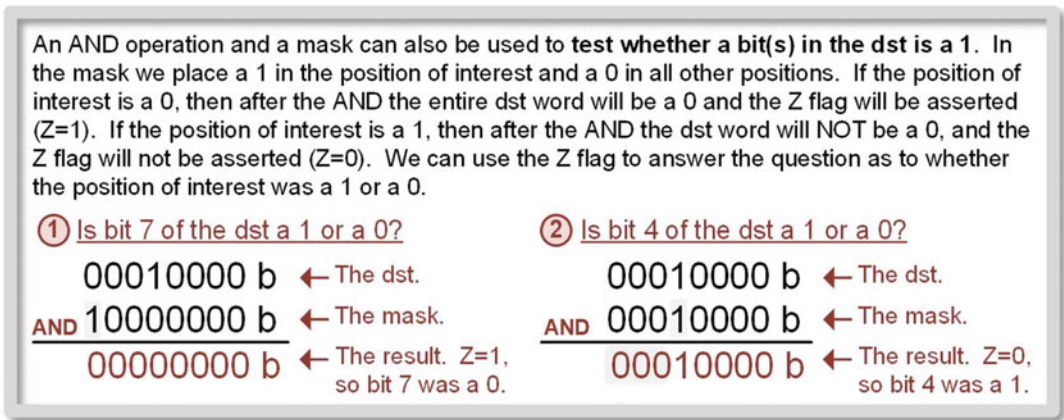 An AND operation and a mask can also be used to test whether a bit(s) in the dst is a 1. In
the mask we place a 1 in the position of interest and a 0 in all other positions. If the position of
interest is a 0, then after the AND the entire dst word will be a 0 and the Z flag will be asserted
(Z=1). If the position of interest is a 1, then after the AND the dst word will NOT be a 0, and the
Z flag will not be asserted (Z=0). We can use the Z flag to answer the question as to whether
the position of interest was a 1 or a 0.
1 Is bit 7 of the dst a 1 or a 0?
00010000 b ← The dst.
AND 10000000 b ← The mask.
00000000 b ← The result. Z=1,
so bit 7 was a 0.
2 Is bit 4 of the dst a 1 or a 0?
00010000 b ← The dst.
AND 00010000 b ← The mask.
00010000 b ← The result. Z=0,
so bit 4 was a 1.